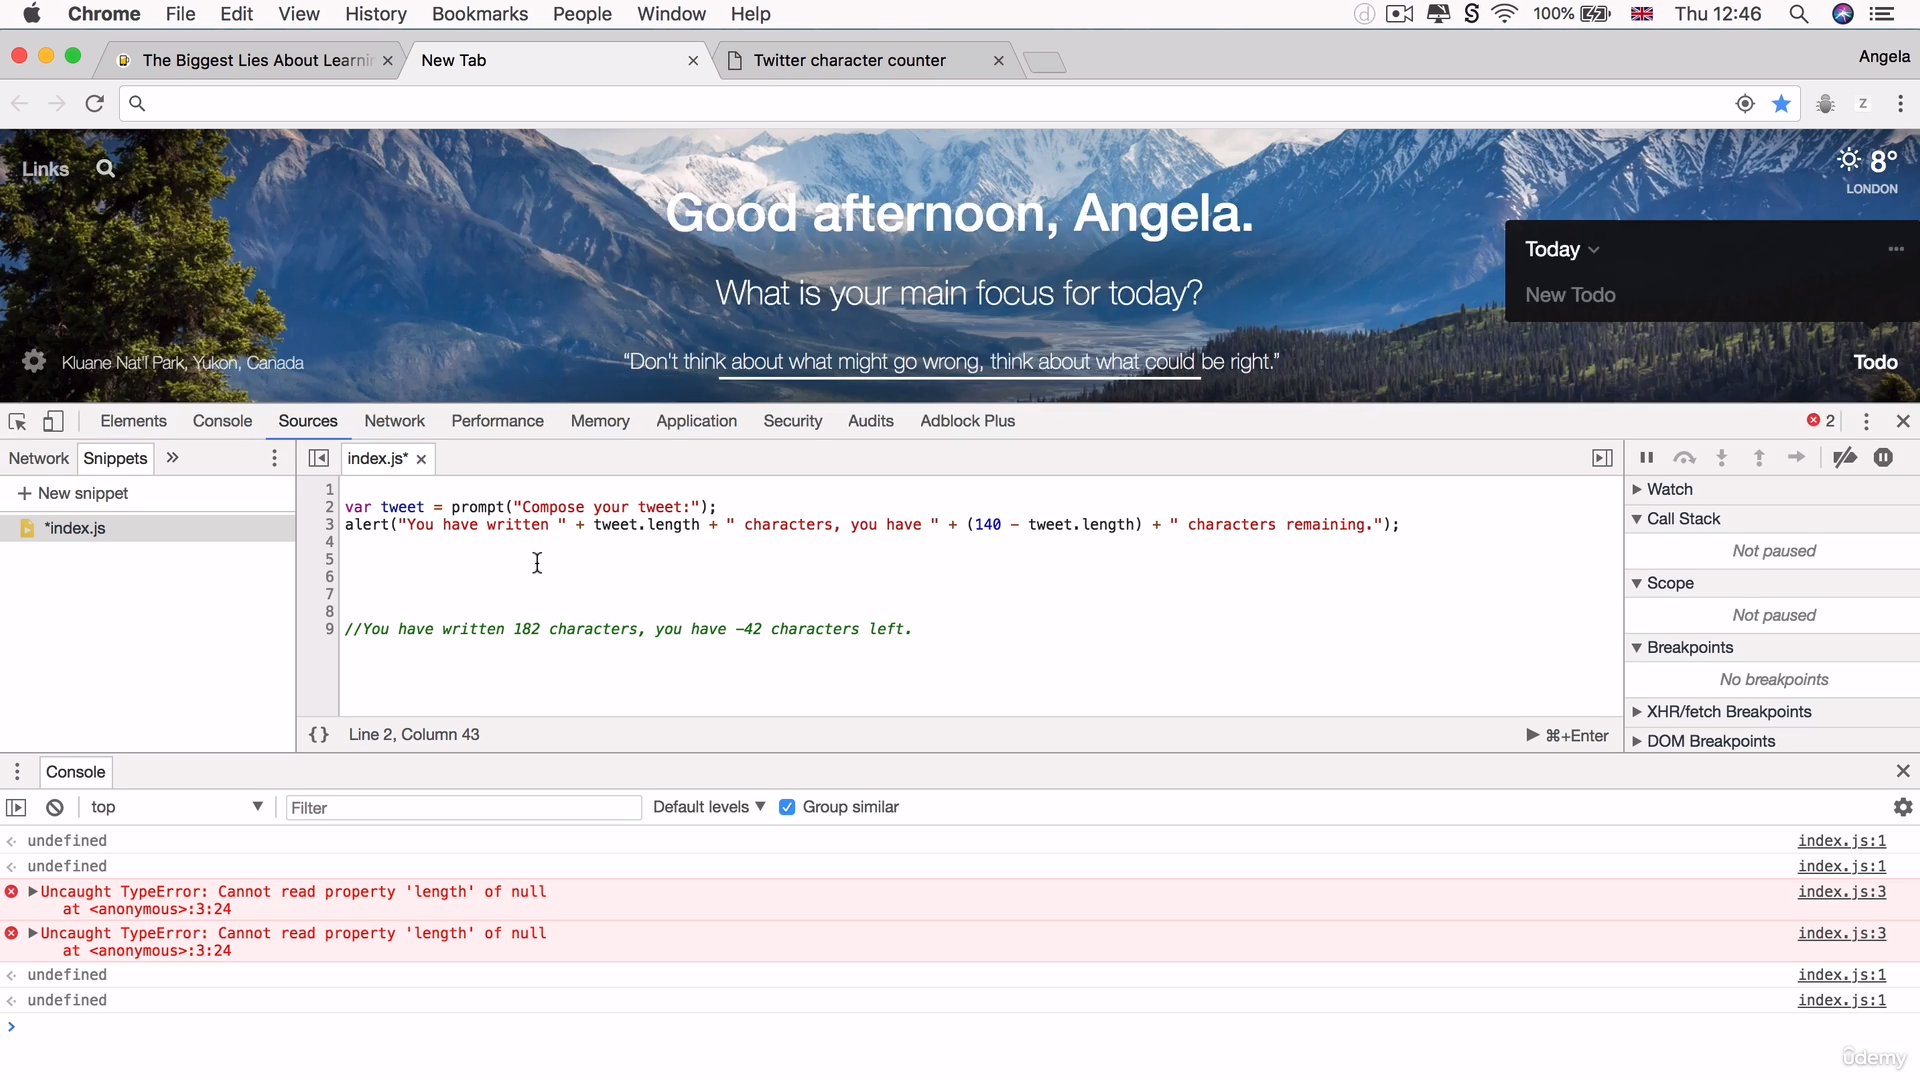 Chrome File Edit View History Bookmarks People Window Help
100% Thu 12:46
The Biggest Lies About Learnin
New Tab
Twitter character counter
Angela
Links
8°
LONDON
Good afternoon, Angela.
Today
What is your main focus for today?
New Todo
Kluane Nat'l Park, Yukon, Canada
“Don't think about what might go wrong, think about what could be right.”
Todo
Elements Console Sources Network Performance Memory Application Security Audits Adblock Plus
2
Network Snippets »
index.js*
+ New snippet
*index.js
1
2 var tweet = prompt("Compose your tweet:");
3 alert("You have written " + tweet.length + " characters, you have " + (140 - tweet.length) + " characters remaining.");
4
5
6
7
8
9 //You have written 182 characters, you have -42 characters left.
{} Line 2, Column 43
⌘+Enter
Watch
Call Stack
Not paused
Scope
Not paused
Breakpoints
No breakpoints
XHR/fetch Breakpoints
DOM Breakpoints
Console
top
Filter
Default levels
Group similar
undefined index.js:1
undefined index.js:1
Uncaught TypeError: Cannot read property 'length' of null index.js:3
at <anonymous>:3:24
Uncaught TypeError: Cannot read property 'length' of null index.js:3
at <anonymous>:3:24
undefined index.js:1
undefined index.js:1
ûdemy